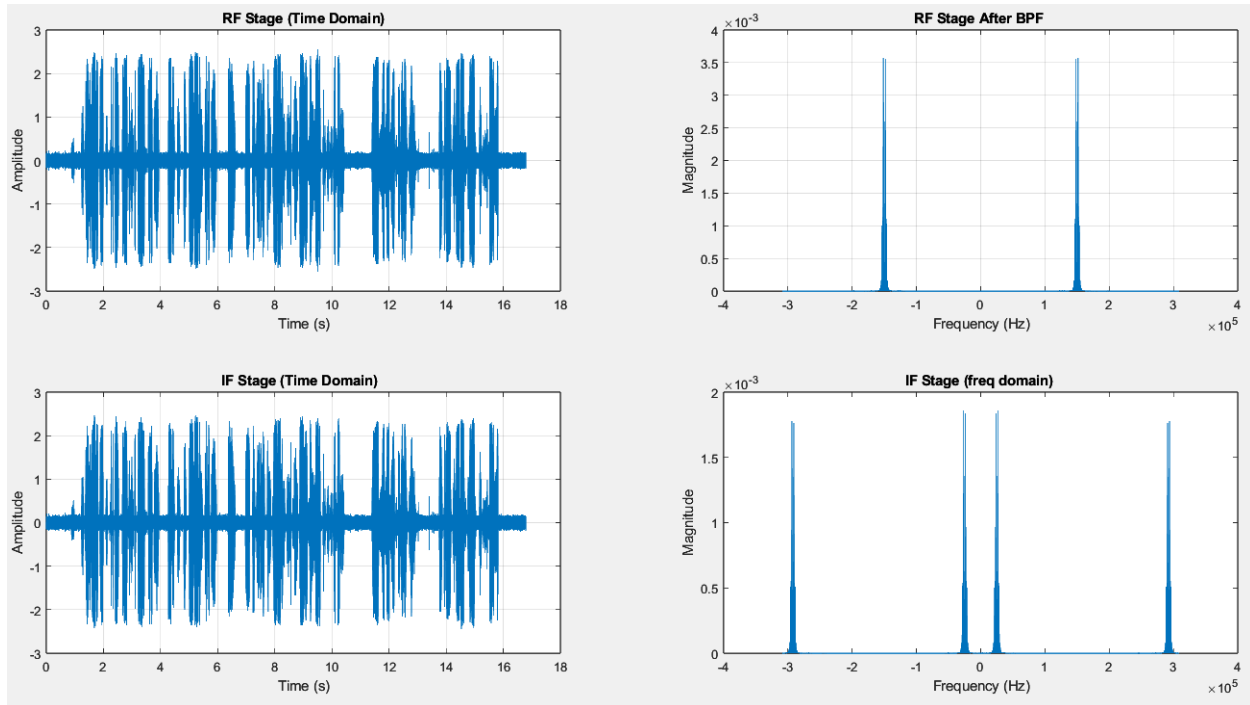 RF Stage (Time Domain)
3
2
1
0
-1
-2
-3
Amplitude
0 2 4 6 8 10 12 14 16 18
Time (s)
RF Stage After BPF
×10⁻³
4
3.5
3
2.5
2
1.5
1
0.5
0
Magnitude
-4 -3 -2 -1 0 1 2 3 4
Frequency (Hz)
×10⁵
IF Stage (Time Domain)
3
2
1
0
-1
-2
-3
Amplitude
0 2 4 6 8 10 12 14 16 18
Time (s)
IF Stage (freq domain)
×10⁻³
2
1.5
1
0.5
0
Magnitude
-4 -3 -2 -1 0 1 2 3 4
Frequency (Hz)
×10⁵